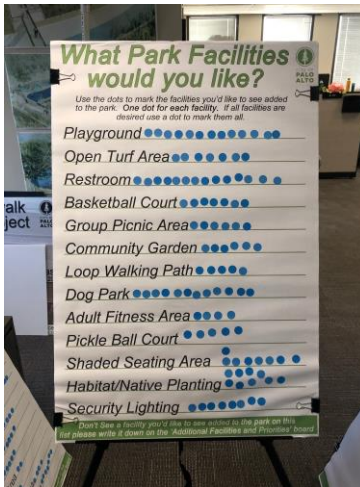 What Park Facilities
would you like?
PALO
ALTO
Use the dots to mark the facilities you'd like to see added
to the park. One dot for each facility. if all facilities are
desired use a dot to mark them all.
Playground
Open Turf Area
Restroom
Basketball Court
Group Picnic Area
Community Garden
Loop Walking Path
Dog Park
Adult Fitness Area
Pickle Ball Court
Shaded Seating Area
Habitat/Native Planting
Security Lighting
Don't See a facility you'd like to see added to the park on this
list please write it down on the 'Additional Facilities and Priorities' board
alk
ject
PALO
ALTO